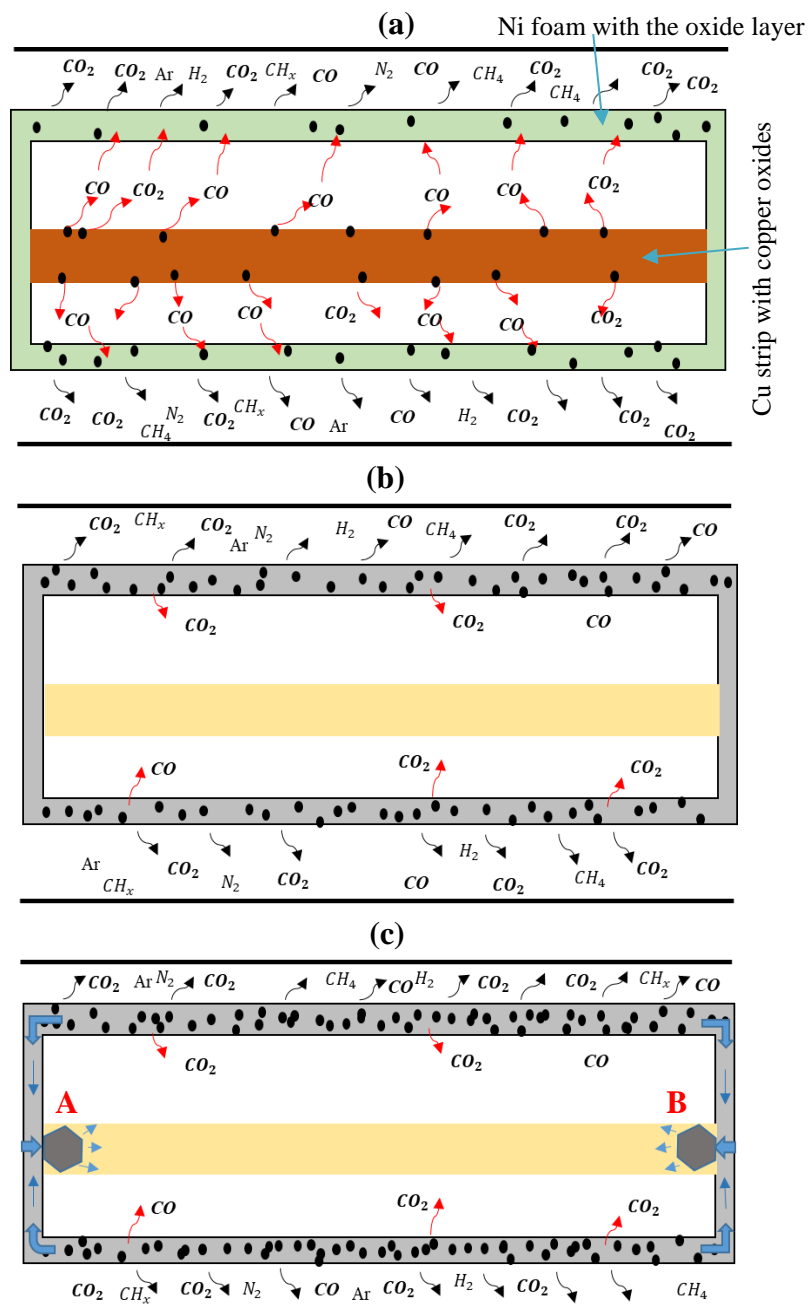 (a)
Ni foam with the oxide layer
CO₂ CO₂ Ar H₂ CO₂ CHₓ CO N₂ CO CH₄ CO₂ CH₄ CO₂ CO₂
CO CO₂ CO CO CO CO CO₂
Cu strip with copper oxides
CO CO CO CO₂ CO CO CO₂
CO₂ CO₂ CH₄ N₂ CO₂ CHₓ CO Ar CO H₂ CO₂ CO₂ CO₂
(b)
CO₂ CHₓ CO₂ Ar N₂ H₂ CO CH₄ CO₂ CO₂ CO
CO₂ CO₂ CO
CO CO₂ CO₂
Ar CHₓ CO₂ N₂ CO₂ CO H₂ CO₂ CH₄ CO₂
(c)
CO₂ Ar N₂ CO₂ CH₄ CO H₂ CO₂ CO₂ CHₓ CO
CO₂ CO₂ CO
A B
CO CO₂ CO₂
CO₂ CHₓ CO₂ N₂ CO Ar CO₂ H₂ CO₂ CH₄